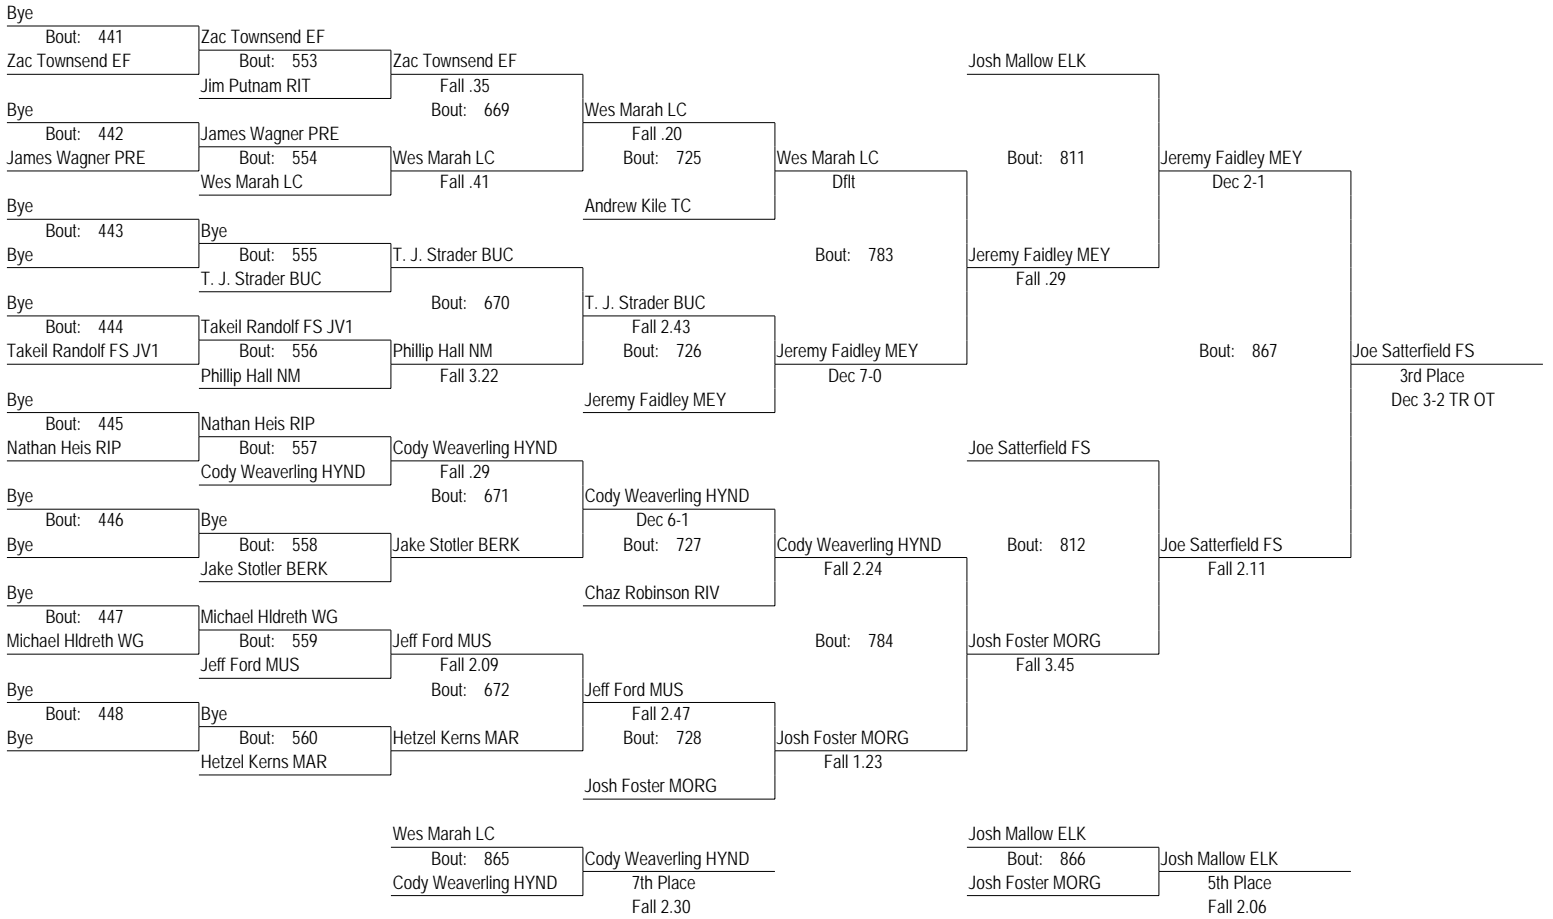 Bye
Bout: 441
Zac Townsend EF
Zac Townsend EF
Bout: 553
Zac Townsend EF
Josh Mallow ELK
Jim Putnam RIT
Fall .35
Bye
Bout: 669
Wes Marah LC
Bout: 442
James Wagner PRE
Fall .20
James Wagner PRE
Bout: 554
Wes Marah LC
Bout: 725
Wes Marah LC
Bout: 811
Jeremy Faidley MEY
Wes Marah LC
Fall .41
Dflt
Dec 2-1
Bye
Andrew Kile TC
Bout: 443
Bye
Bye
Bout: 555
T. J. Strader BUC
Bout: 783
Jeremy Faidley MEY
T. J. Strader BUC
Fall .29
Bye
Bout: 670
T. J. Strader BUC
Bout: 444
Takeil Randolf FS JV1
Fall 2.43
Takeil Randolf FS JV1
Bout: 556
Phillip Hall NM
Bout: 726
Jeremy Faidley MEY
Bout: 867
Joe Satterfield FS
Phillip Hall NM
Fall 3.22
Dec 7-0
3rd Place
Bye
Jeremy Faidley MEY
Dec 3-2 TR OT
Bout: 445
Nathan Heis RIP
Nathan Heis RIP
Bout: 557
Cody Weaverling HYND
Joe Satterfield FS
Cody Weaverling HYND
Fall .29
Bye
Bout: 671
Cody Weaverling HYND
Bout: 446
Bye
Dec 6-1
Bye
Bout: 558
Jake Stotler BERK
Bout: 727
Cody Weaverling HYND
Bout: 812
Joe Satterfield FS
Jake Stotler BERK
Fall 2.24
Fall 2.11
Bye
Chaz Robinson RIV
Bout: 447
Michael Hldreth WG
Michael Hldreth WG
Bout: 559
Jeff Ford MUS
Bout: 784
Josh Foster MORG
Jeff Ford MUS
Fall 2.09
Fall 3.45
Bye
Bout: 672
Jeff Ford MUS
Bout: 448
Bye
Fall 2.47
Bye
Bout: 560
Hetzel Kerns MAR
Bout: 728
Josh Foster MORG
Hetzel Kerns MAR
Fall 1.23
Josh Foster MORG
Wes Marah LC
Bout: 865
Cody Weaverling HYND
Cody Weaverling HYND
7th Place
Fall 2.30
Josh Mallow ELK
Bout: 866
Josh Mallow ELK
Josh Foster MORG
5th Place
Fall 2.06